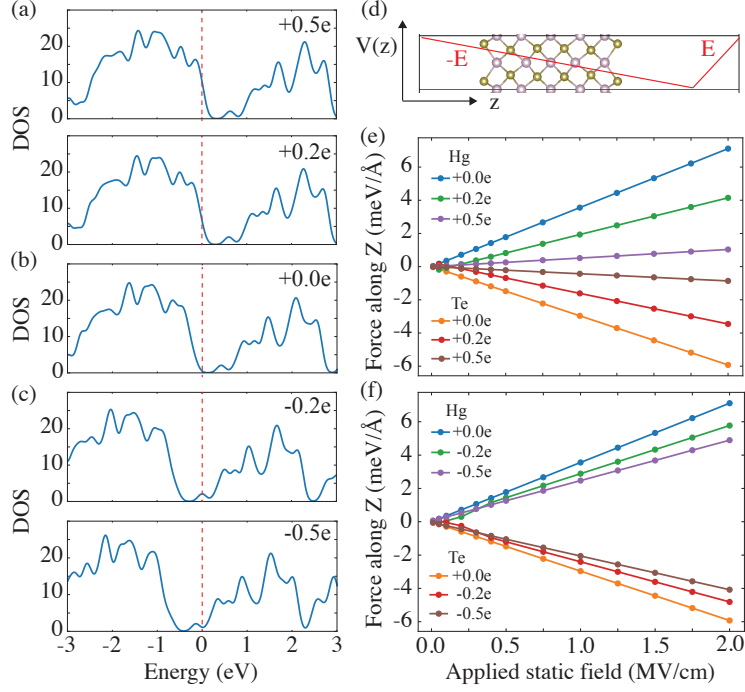 (a)
+0.5e
20
10
0
DOS
+0.2e
20
10
0
(b)
+0.0e
20
10
0
DOS
(c)
-0.2e
20
10
0
DOS
-0.5e
20
10
0
-3 -2 -1 0 1 2 3
Energy (eV)
(d)
V(z)
-E
E
z
(e)
Hg
+0.0e
+0.2e
+0.5e
Te
+0.0e
+0.2e
+0.5e
6
4
2
0
-2
-4
-6
Force along Z (meV/Å)
(f)
Hg
+0.0e
-0.2e
-0.5e
Te
+0.0e
-0.2e
-0.5e
6
4
2
0
-2
-4
-6
Force along Z (meV/Å)
0.0 0.5 1.0 1.5 2.0
Applied static field (MV/cm)